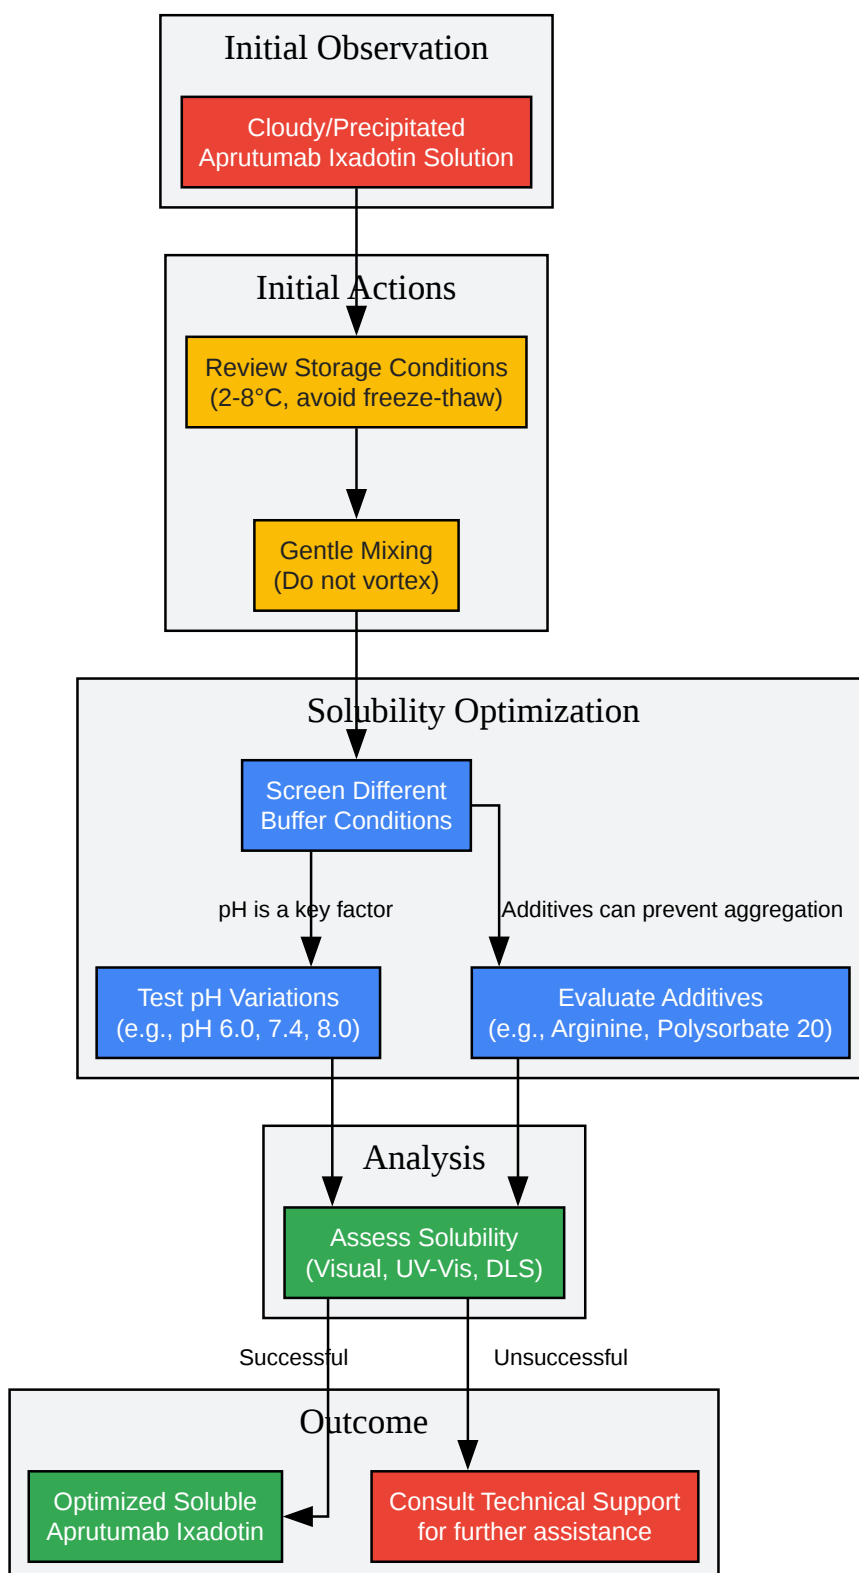 Initial Observation
Cloudy/Precipitated
Aprutumab Ixadotin Solution
Initial Actions
Review Storage Conditions
(2-8°C, avoid freeze-thaw)
Gentle Mixing
(Do not vortex)
Solubility Optimization
Screen Different
Buffer Conditions
pH is a key factor
Additives can prevent aggregation
Test pH Variations
(e.g., pH 6.0, 7.4, 8.0)
Evaluate Additives
(e.g., Arginine, Polysorbate 20)
Analysis
Assess Solubility
(Visual, UV-Vis, DLS)
Successful
Unsuccessful
Outcome
Optimized Soluble
Aprutumab Ixadotin
Consult Technical Support
for further assistance